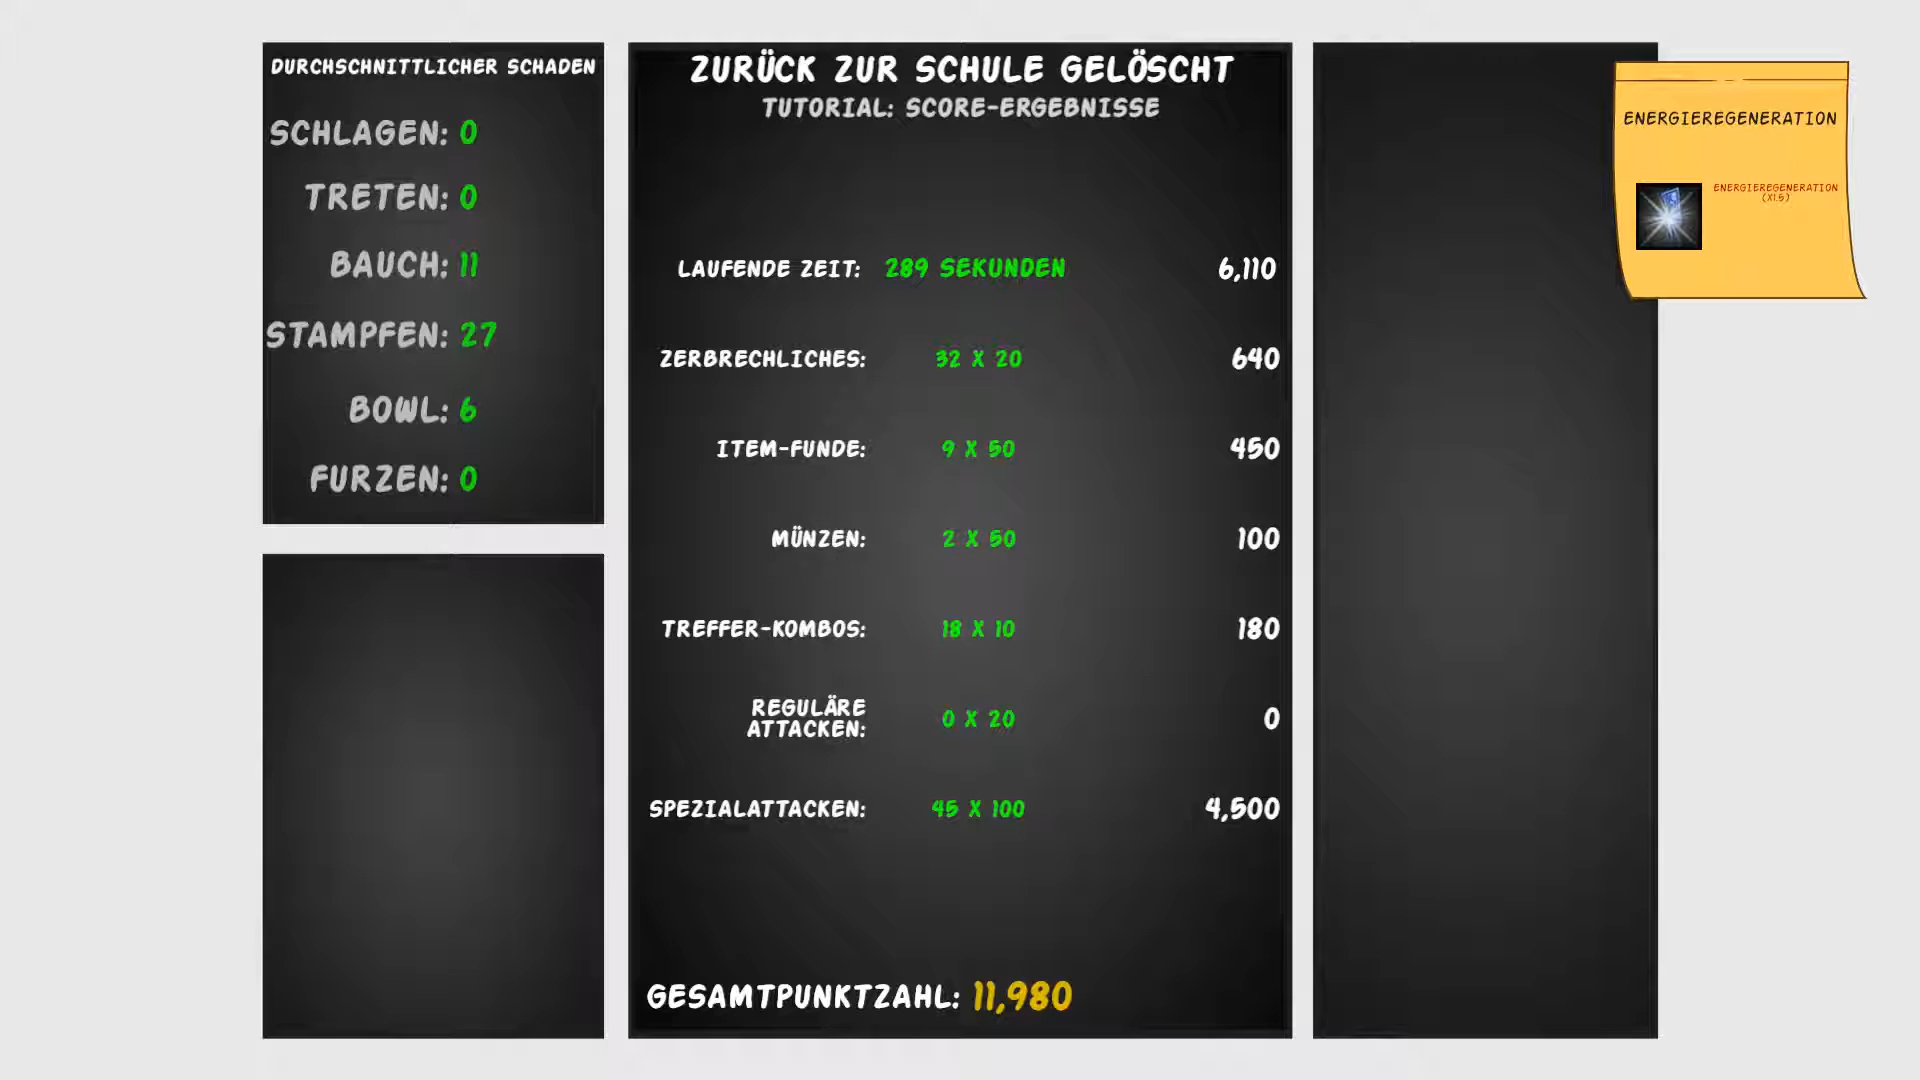 DURCHSCHNITTLICHER SCHADEN
SCHLAGEN: 0
TRETEN: 0
BAUCH: 11
STAMPFEN: 27
BOWL: 6
FURZEN: 0
ZURÜCK ZUR SCHULE GELÖSCHT
TUTORIAL: SCORE-ERGEBNISSE
LAUFENDE ZEIT: 289 SEKUNDEN 6,110
ZERBRECHLICHES: 32 X 20 640
ITEM-FUNDE: 9 X 50 450
MÜNZEN: 2 X 50 100
TREFFER-KOMBOS: 18 X 10 180
REGULÄRE
ATTACKEN: 0 X 20 0
SPEZIALATTACKEN: 45 X 100 4,500
GESAMTPUNKTZAHL: 11,980
ENERGIEREGENERATION
ENERGIEREGENERATION
(X1.5)